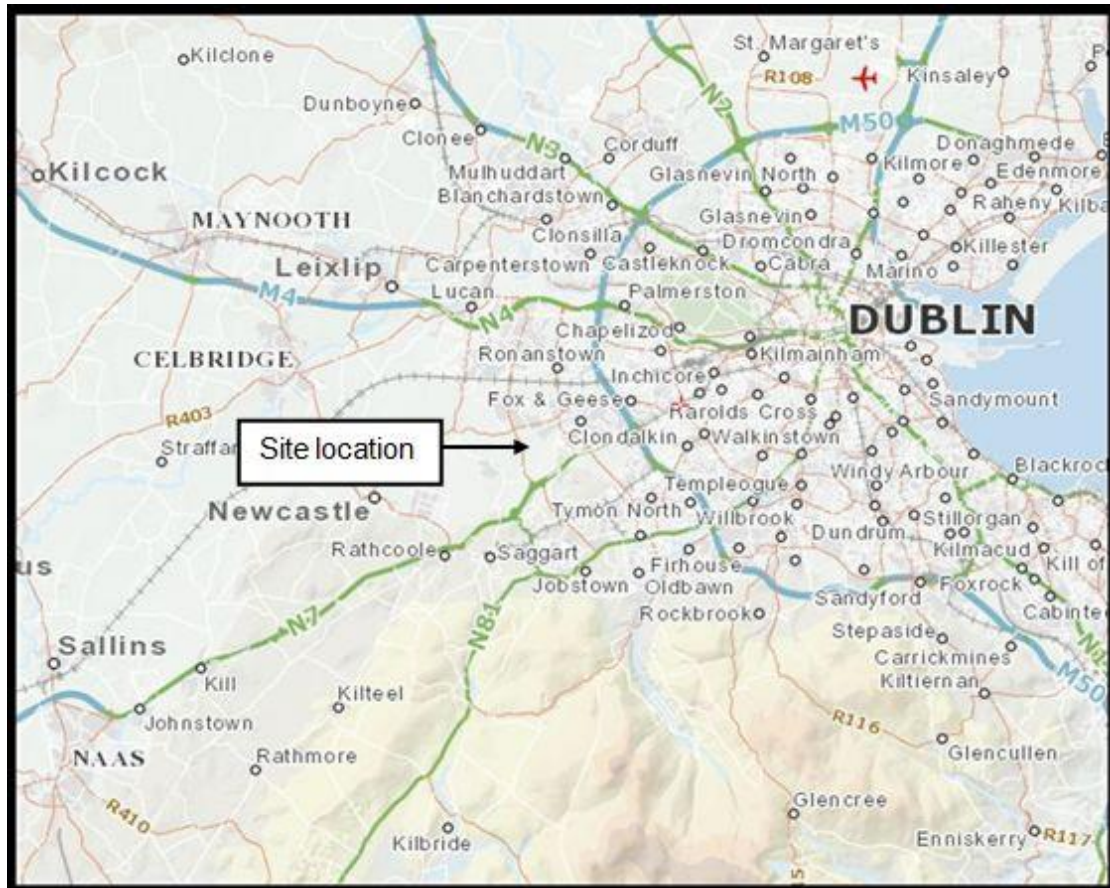 St. Margaret's
Kilclone
R108
Kinsaley
N2
Dunboyne
M50
Clonee
N3
Corduff
Donaghmede
Kilcock
Mulhuddart
Glasnevin North
Kilmore
Edenmore
Blanchardstown
Raheny
MAYNOOTH
Glasnevin
Clonsilla
Dromcondra
Killester
Leixlip
Carpenterstown
Castleknock
Cabra
Marino
M4
Lucan
Palmerston
N4
Chapelizod
DUBLIN
CELBRIDGE
Ronanstown
Kilmainham
Inchicore
R403
Fox & Geese
Rarolds Cross
Sandymount
Site location
Clondalkin
Walkinstown
Windy Arbour
Templeogue
Newcastle
Tymon North
Willbrook
Stillorgan
Dundrum
Rathcoole
Saggart
Kilmacud
Firhouse
Jobstown
Oldbawn
Foxrock
Sandyford
Rockbrook
N7
N81
Stepaside
Sallins
Carrickmines
Kill
Kiltiernan
M50
Kilteel
Johnstown
R116
NAAS
Rathmore
Glencullen
R410
Glencree
Kilbride
Enniskerry
R117